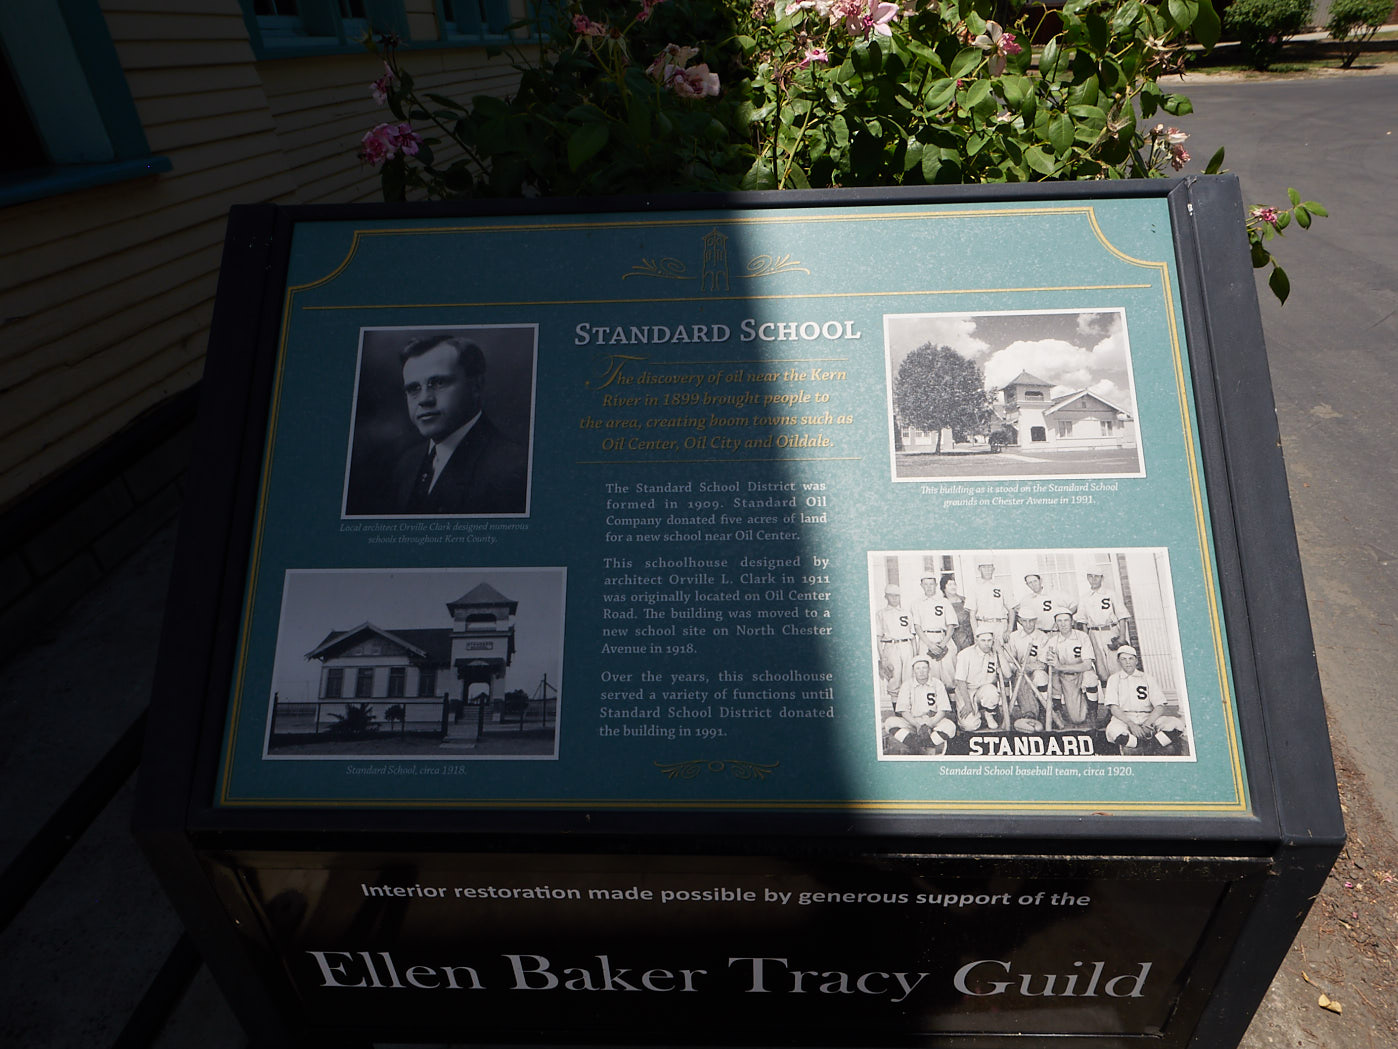 STANDARD SCHOOL
The discovery of oil near the Kern
River in 1899 brought people to
the area, creating boom towns such as
Oil Center, Oil City and Oildale.
Local architect Orville Clark designed numerous
schools throughout Kern County.
The Standard School District was
formed in 1909. Standard Oil
Company donated five acres of land
for a new school near Oil Center.
This schoolhouse designed by
architect Orville L. Clark in 1911
was originally located on Oil Center
Road. The building was moved to a
new school site on North Chester
Avenue in 1918.
Over the years, this schoolhouse
served a variety of functions until
Standard School District donated
the building in 1991.
This building as it stood on the Standard School
grounds on Chester Avenue in 1991.
STANDARD
SCHOOL
Standard School, circa 1918.
S
S
S
S
S
S
S
S
S
S
S
STANDARD
Standard School baseball team, circa 1920.
Interior restoration made possible by generous support of the
Ellen Baker Tracy Guild